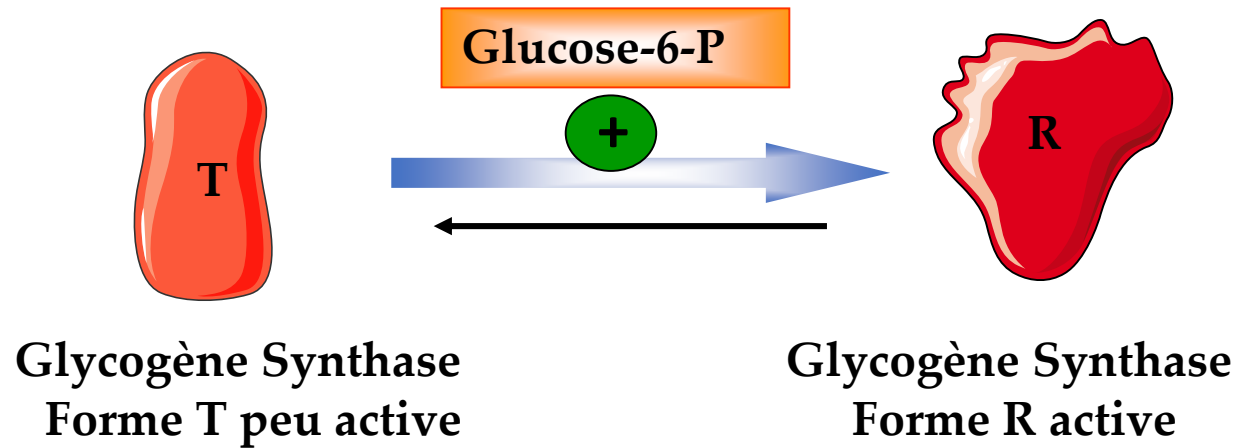 Glucose-6-P
+
T
R
Glycogène Synthase
Forme T peu active
Glycogène Synthase
Forme R active